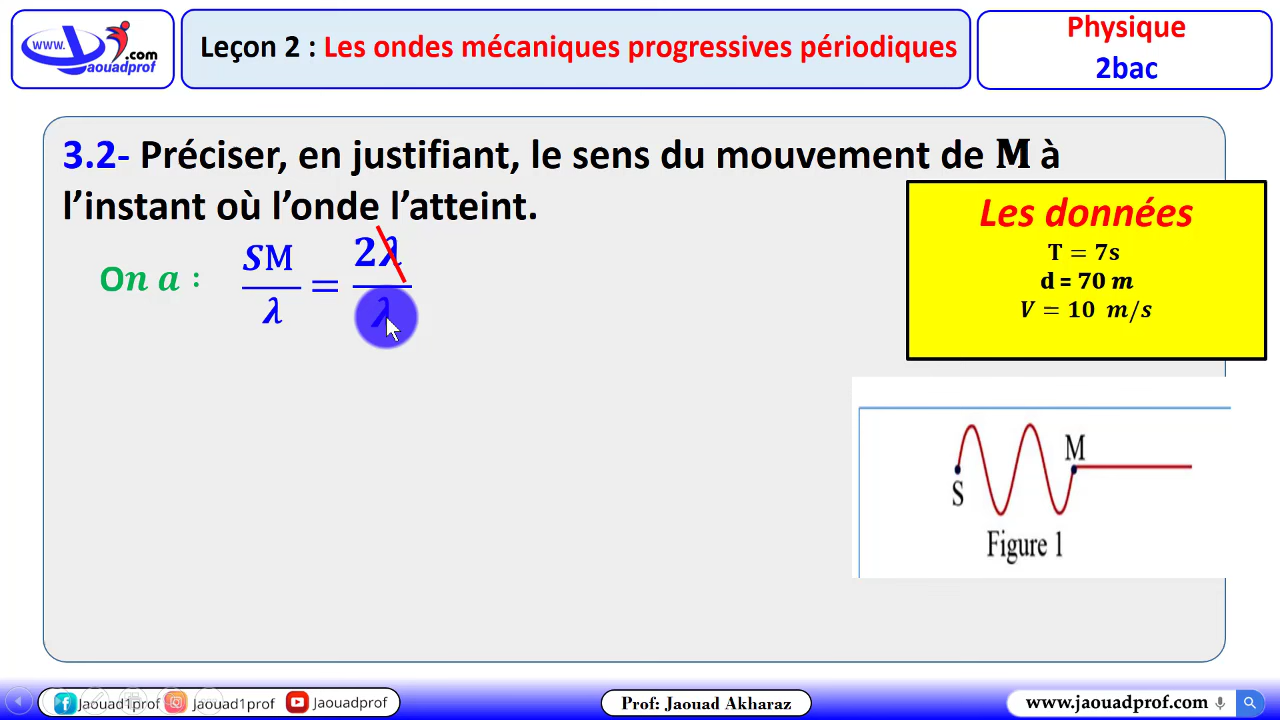 www.
.com
aouadprof
Leçon 2 : Les ondes mécaniques progressives périodiques
Physique
2bac
3.2- Préciser, en justifiant, le sens du mouvement de M à
l’instant où l’onde l’atteint.
On a : SM/λ = 2λ/λ
Les données
T = 7s
d = 70 m
V = 10 m/s
M
S
Figure 1
Jaouad1prof
Jaouad1prof
Jaouadprof
Prof: Jaouad Akharaz
www.jaouadprof.com